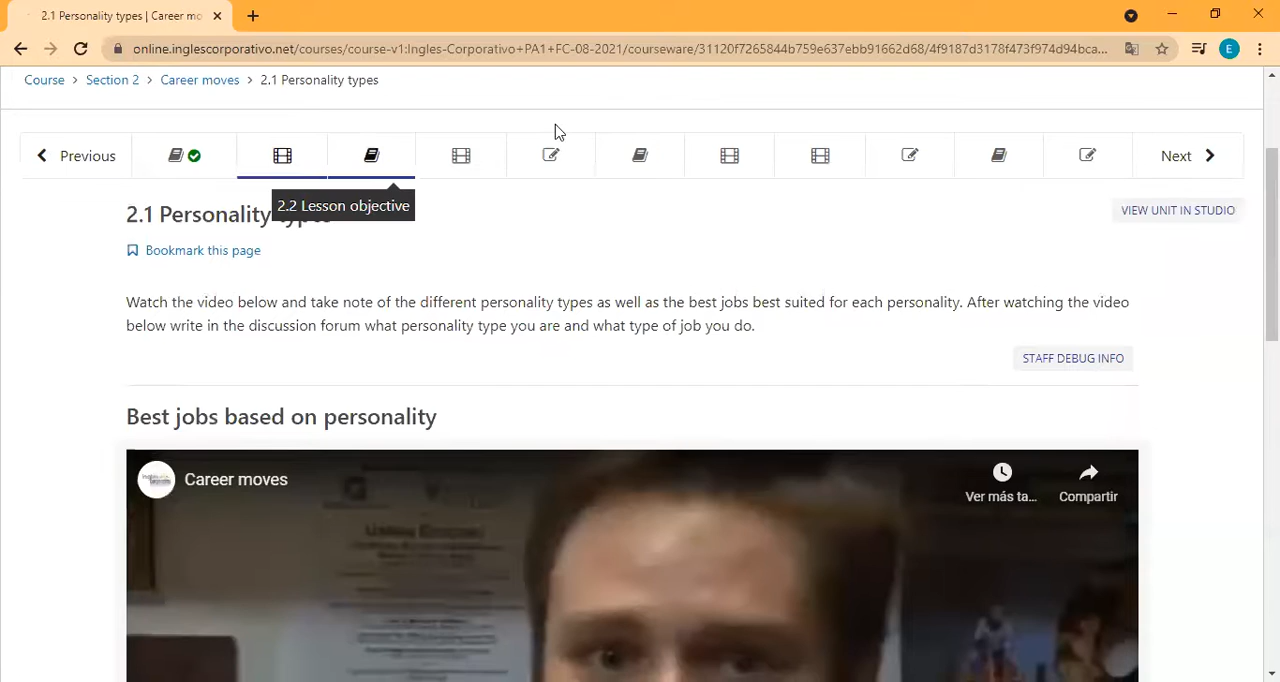 2.1 Personality types | Career mo
online.inglescorporativo.net/courses/course-v1:Ingles-Corporativo+PA1+FC-08-2021/courseware/31120f7265844b759e637ebb91662d68/4f9187d3178f473f974d94bca...
E
Course > Section 2 > Career moves > 2.1 Personality types
Previous
Next
2.2 Lesson objective
2.1 Personality types
VIEW UNIT IN STUDIO
Bookmark this page
Watch the video below and take note of the different personality types as well as the best jobs best suited for each personality. After watching the video
below write in the discussion forum what personality type you are and what type of job you do.
STAFF DEBUG INFO
Best jobs based on personality
Career moves
Ver más ta...
Compartir